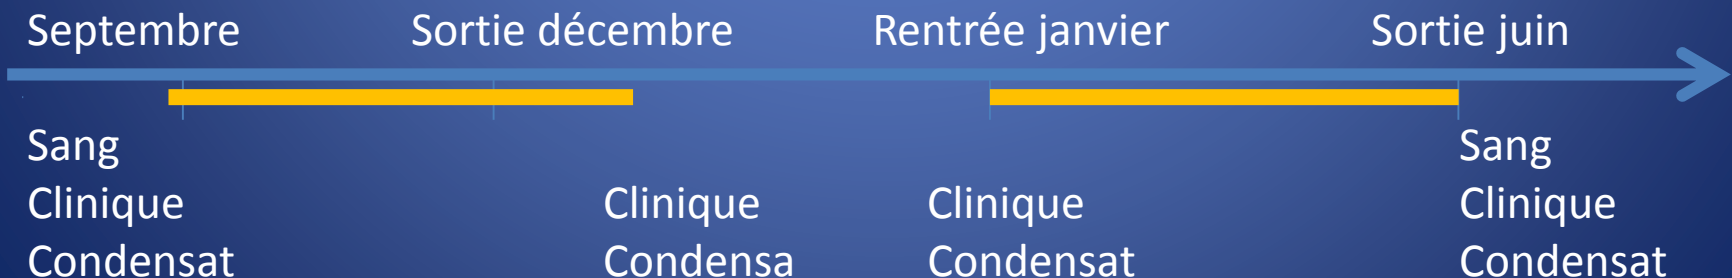 Septembre Sortie décembre Rentrée janvier Sortie juin
Sang Sang
Clinique Clinique Clinique Clinique
Condensat Condensa Condensat Condensat